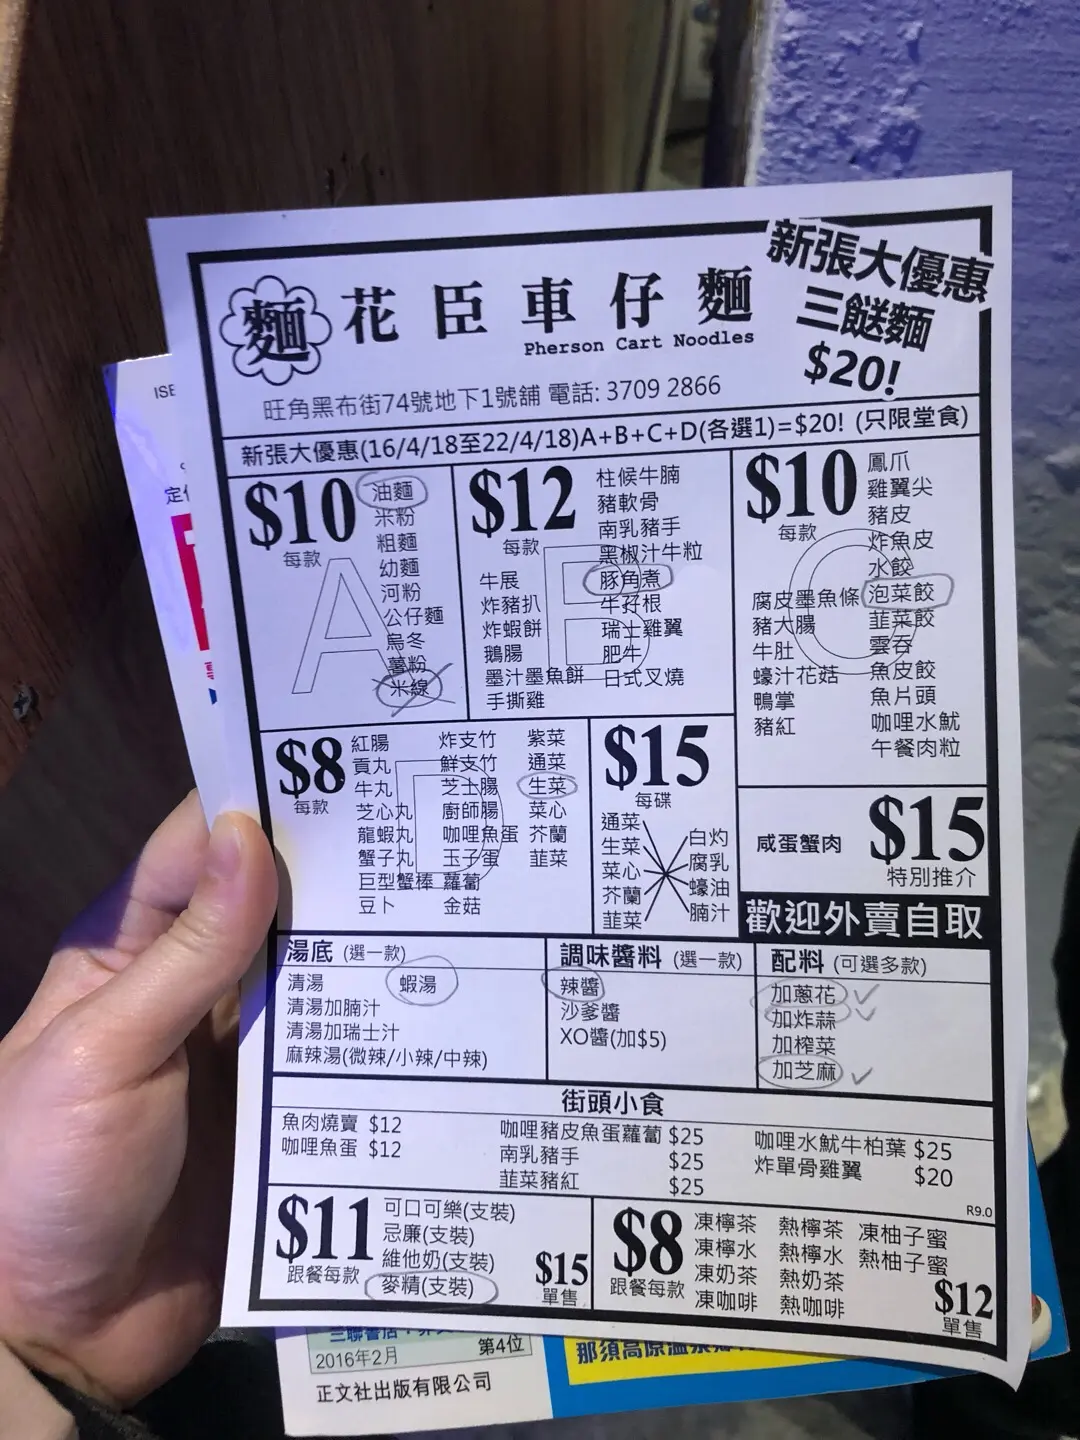 新張大優惠
三餸麵
$20!
麵 花臣車仔麵
Pherson Cart Noodles
旺角黑布街74號地下1號舖 電話: 3709 2866
新張大優惠(16/4/18至22/4/18)A+B+C+D(各選1)=$20! (只限堂食)
$10
每款
A
油麵
米粉
粗麵
幼麵
河粉
公仔麵
烏冬
薯粉
米線
$12
每款
B
牛展
炸豬扒
炸蝦餅
鵝腸
墨汁墨魚餅
手撕雞
柱候牛腩
豬軟骨
南乳豬手
黑椒汁牛粒
豚角煮
牛孖根
瑞士雞翼
肥牛
日式叉燒
$10
每款
C
腐皮墨魚條
豬大腸
牛肚
蠔汁花菇
鴨掌
豬紅
鳳爪
雞翼尖
豬皮
炸魚皮
水餃
泡菜餃
韮菜餃
雲吞
魚皮餃
魚片頭
咖哩水魷
午餐肉粒
$8
每款
D
紅腸
貢丸
牛丸
芝心丸
龍蝦丸
蟹子丸
巨型蟹棒
豆卜
炸支竹
鮮支竹
芝士腸
廚師腸
咖哩魚蛋
玉子蛋
蘿蔔
金菇
紫菜
通菜
生菜
菜心
芥蘭
韮菜
$15
每碟
通菜
生菜
菜心
芥蘭
韮菜
白灼
腐乳
蠔油
腩汁
咸蛋蟹肉
$15
特別推介
歡迎外賣自取
湯底 (選一款)
清湯 蝦湯
清湯加腩汁
清湯加瑞士汁
麻辣湯(微辣/小辣/中辣)
調味醬料 (選一款)
辣醬
沙爹醬
XO醬(加$5)
配料 (可選多款)
加蔥花
加炸蒜
加榨菜
加芝麻
街頭小食
魚肉燒賣 $12
咖哩魚蛋 $12
咖哩豬皮魚蛋蘿蔔 $25
南乳豬手 $25
韮菜豬紅 $25
咖哩水魷牛柏葉 $25
炸單骨雞翼 $20
R9.0
$11
跟餐每款
可口可樂(支裝)
忌廉(支裝)
維他奶(支裝)
麥精(支裝)
$15
單售
$8
跟餐每款
凍檸茶 熱檸茶 凍柚子蜜
凍檸水 熱檸水 熱柚子蜜
凍奶茶 熱奶茶
凍咖啡 熱咖啡
$12
單售
ISB
定價
2016年2月
第4位
正文社出版有限公司